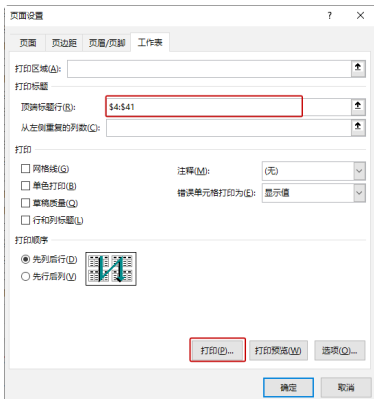 页面设置 ? ×
页面 页边距 页眉/页脚 工作表
打印区域(A):
打印标题
顶端标题行(R): $4:$41
从左侧重复的列数(C):
打印
网格线(G) 注释(M): (无)
单色打印(B) 错误单元格打印为(E): 显示值
草稿质量(Q)
行和列标题(L)
打印顺序
先列后行(D)
先行后列(V)
打印(P)... 打印预览(W) 选项(O)...
确定 取消